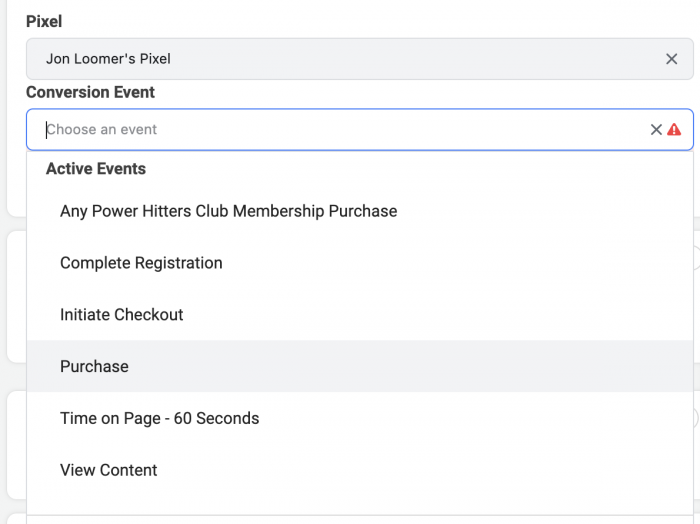 Pixel
Jon Loomer's Pixel
Conversion Event
Choose an event
Active Events
Any Power Hitters Club Membership Purchase
Complete Registration
Initiate Checkout
Purchase
Time on Page - 60 Seconds
View Content